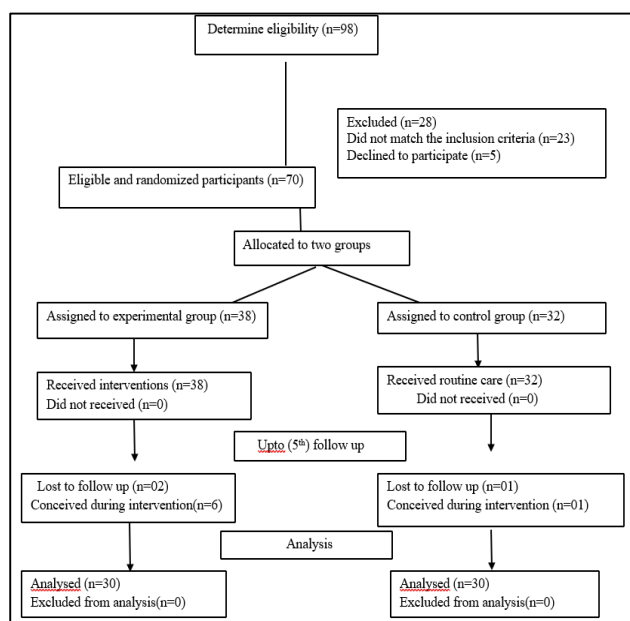 Determine eligibility (n=98)
Excluded (n=28)
Did not match the inclusion criteria (n=23)
Declined to participate (n=5)
Eligible and randomized participants (n=70)
Allocated to two groups
Assigned to experimental group (n=38)
Assigned to control group (n=32)
Received interventions (n=38)
Did not received (n=0)
Received routine care (n=32)
Did not received (n=0)
Upto (5th) follow up
Lost to follow up (n=02)
Conceived during intervention(n=6)
Lost to follow up (n=01)
Conceived during intervention (n=01)
Analysis
Analysed (n=30)
Excluded from analysis(n=0)
Analysed (n=30)
Excluded from analysis(n=0)